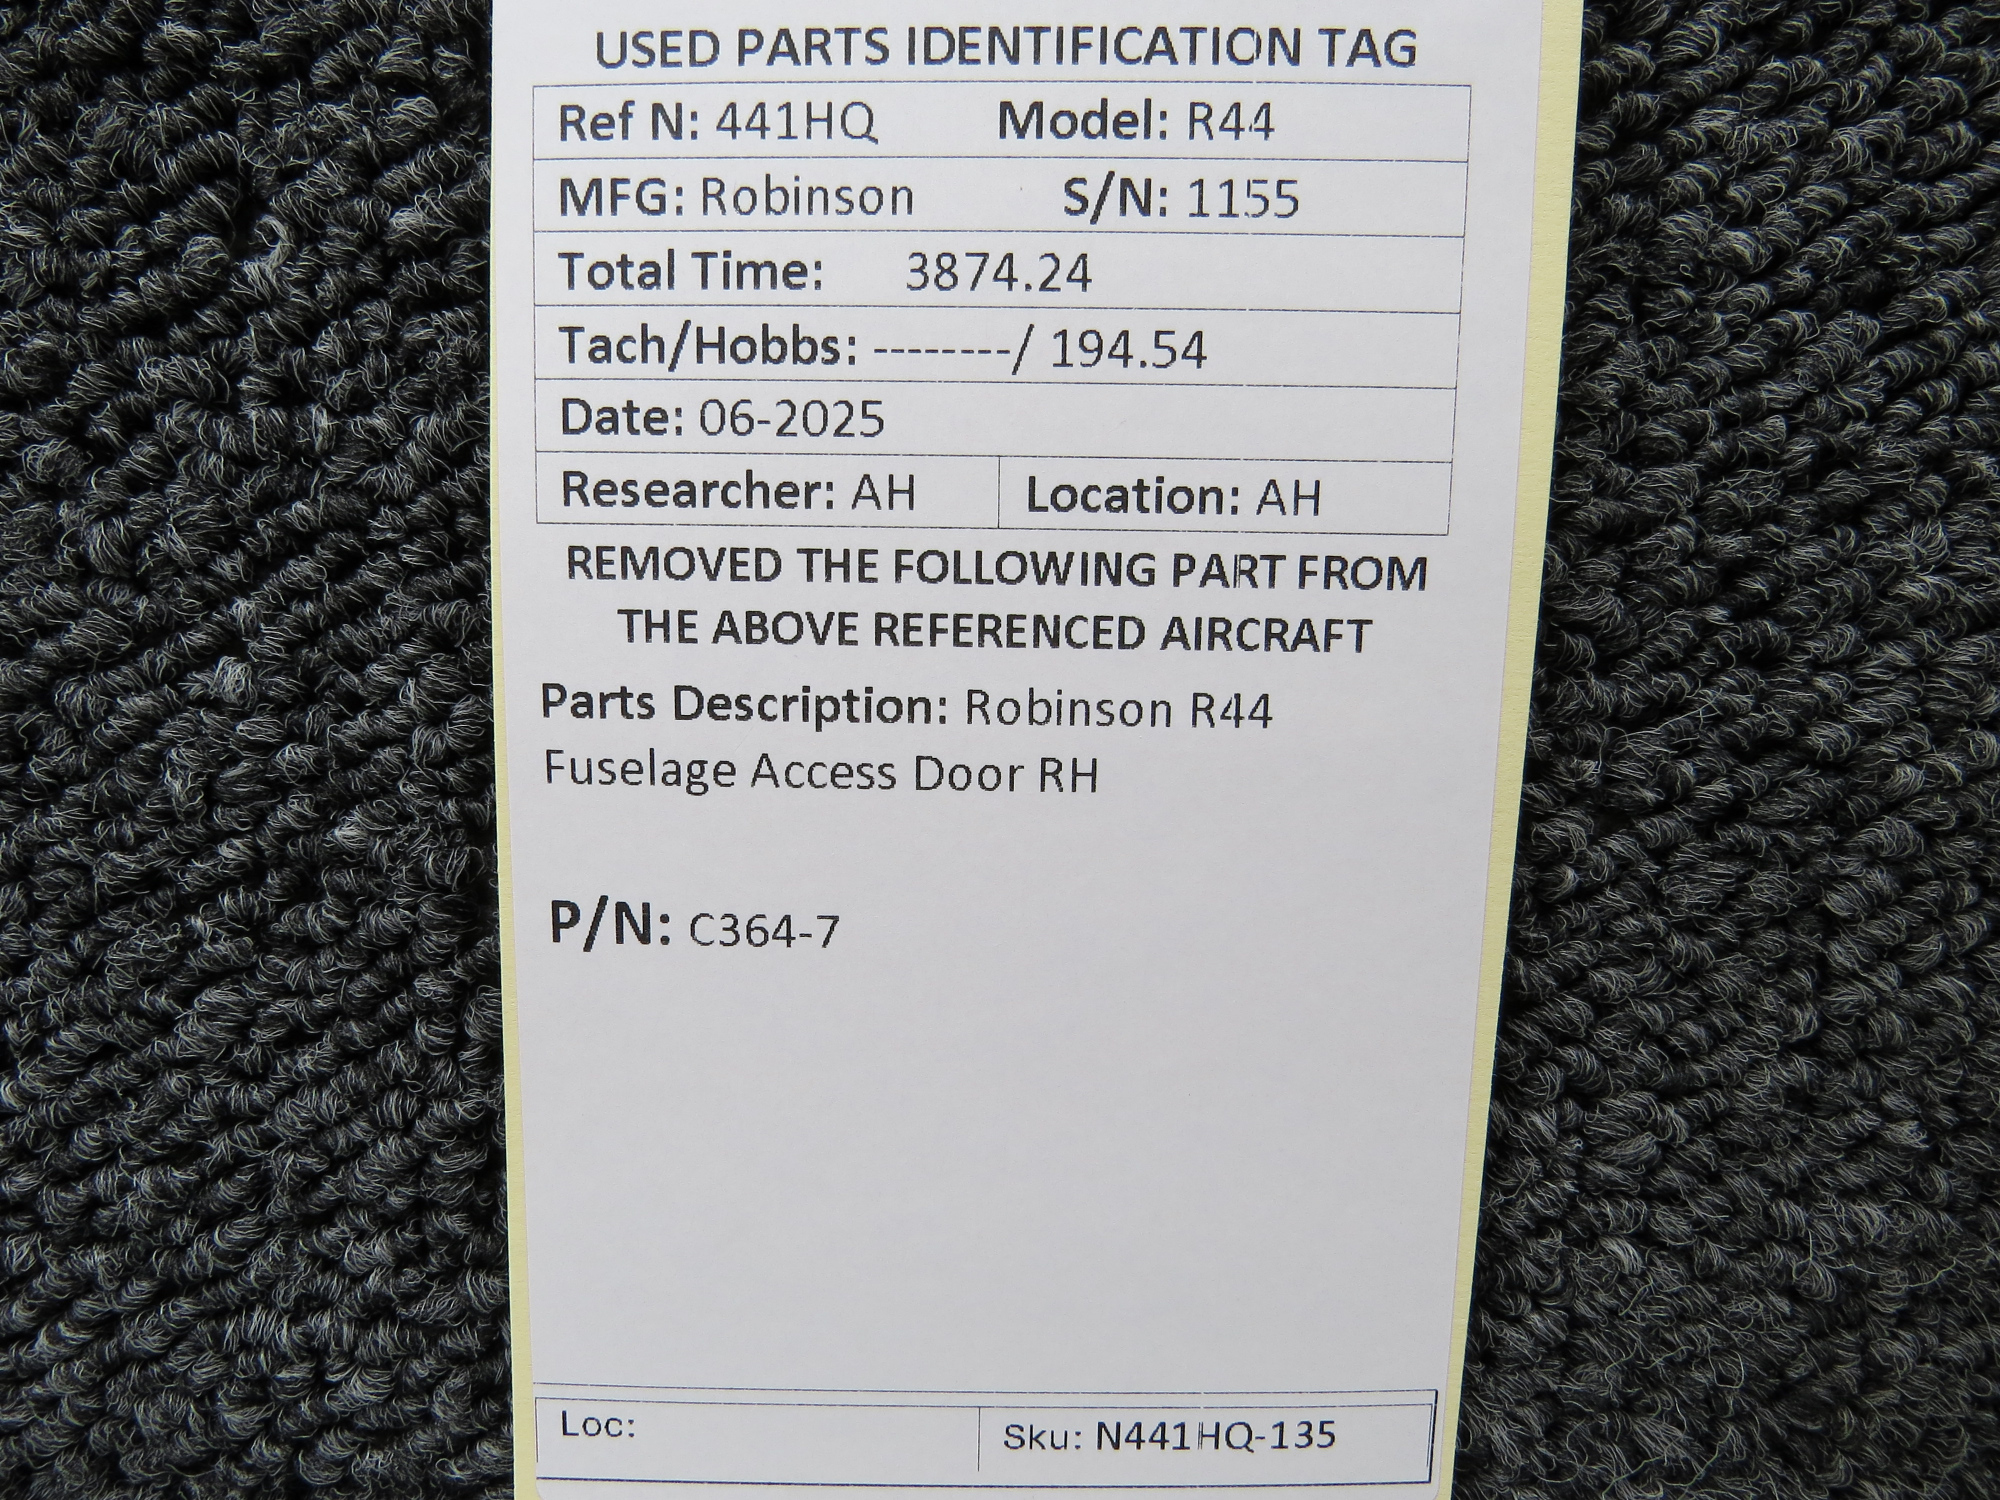 USED PARTS IDENTIFICATION TAG
Ref N: 441HQ Model: R44
MFG: Robinson S/N: 1155
Total Time: 3874.24
Tach/Hobbs: --------/ 194.54
Date: 06-2025
Researcher: AH Location: AH
REMOVED THE FOLLOWING PART FROM
THE ABOVE REFERENCED AIRCRAFT
Parts Description: Robinson R44
Fuselage Access Door RH
P/N: C364-7
Loc: Sku: N441HQ-135